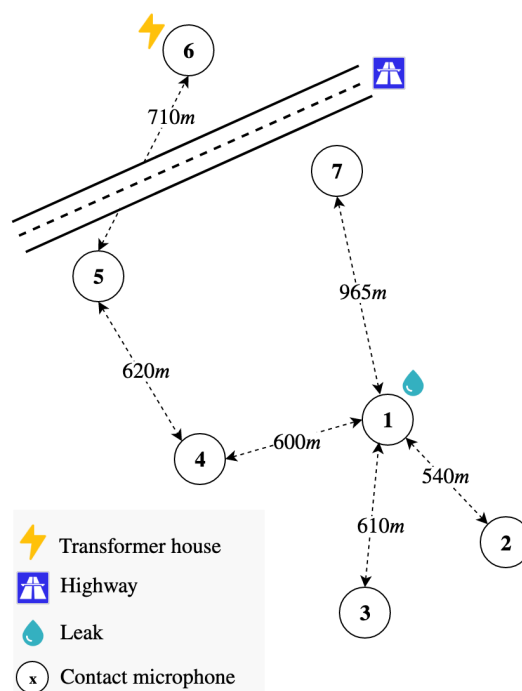 6
710m
7
5
965m
620m
1
600m
4
540m
610m
2
3
Transformer house
Highway
Leak
x Contact microphone